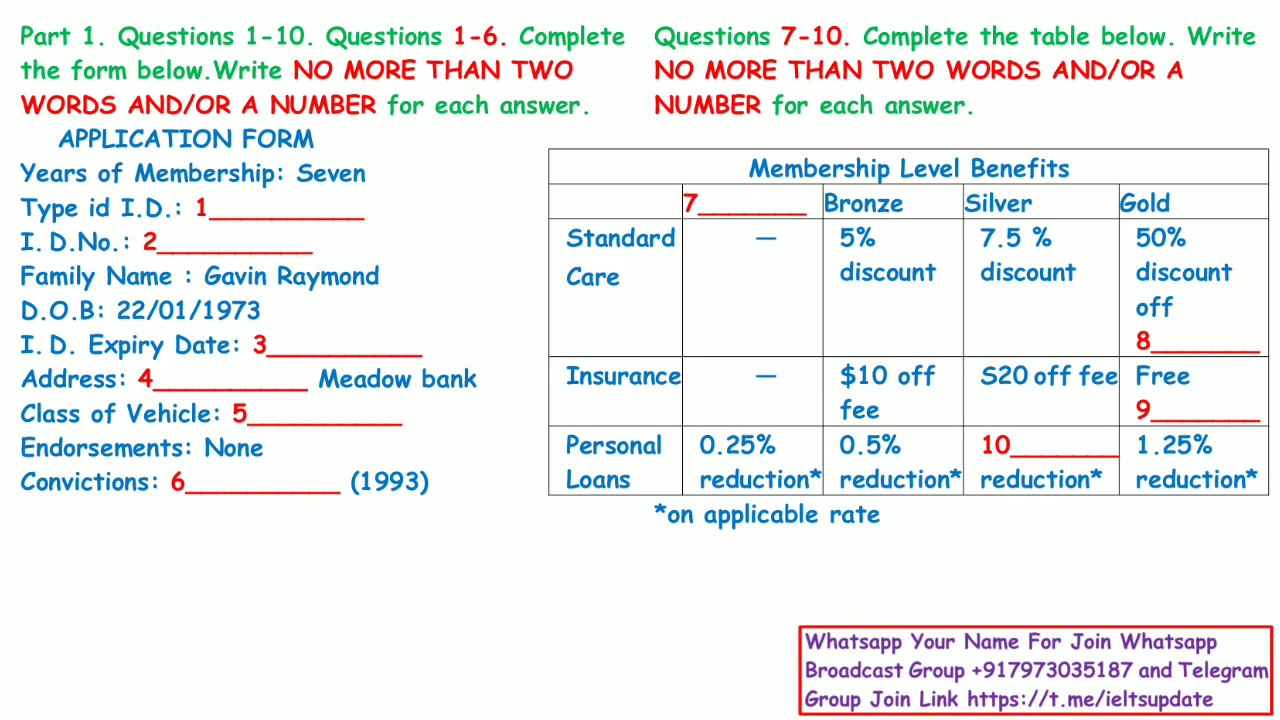 Part 1. Questions 1-10. Questions 1-6. Complete
the form below.Write NO MORE THAN TWO
WORDS AND/OR A NUMBER for each answer.
APPLICATION FORM
Years of Membership: Seven
Type id I.D.: 1__________
I. D.No.: 2__________
Family Name : Gavin Raymond
D.O.B: 22/01/1973
I. D. Expiry Date: 3__________
Address: 4__________ Meadow bank
Class of Vehicle: 5__________
Endorsements: None
Convictions: 6__________ (1993)
Questions 7-10. Complete the table below. Write
NO MORE THAN TWO WORDS AND/OR A
NUMBER for each answer.
Membership Level Benefits
7_______ Bronze Silver Gold
Standard — 5% 7.5 % 50%
Care discount discount discount
off
8_______
Insurance — $10 off S20 off fee Free
fee 9_______
Personal 0.25% 0.5% 10_______ 1.25%
Loans reduction* reduction* reduction* reduction*
*on applicable rate
Whatsapp Your Name For Join Whatsapp
Broadcast Group +917973035187 and Telegram
Group Join Link https://t.me/ieltsupdate